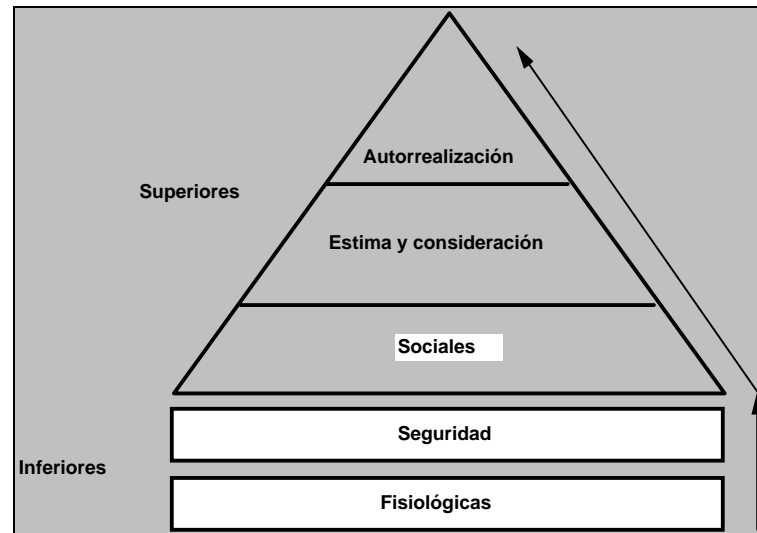 Autorrealización
Superiores
Estima y consideración
Sociales
Seguridad
Inferiores
Fisiológicas